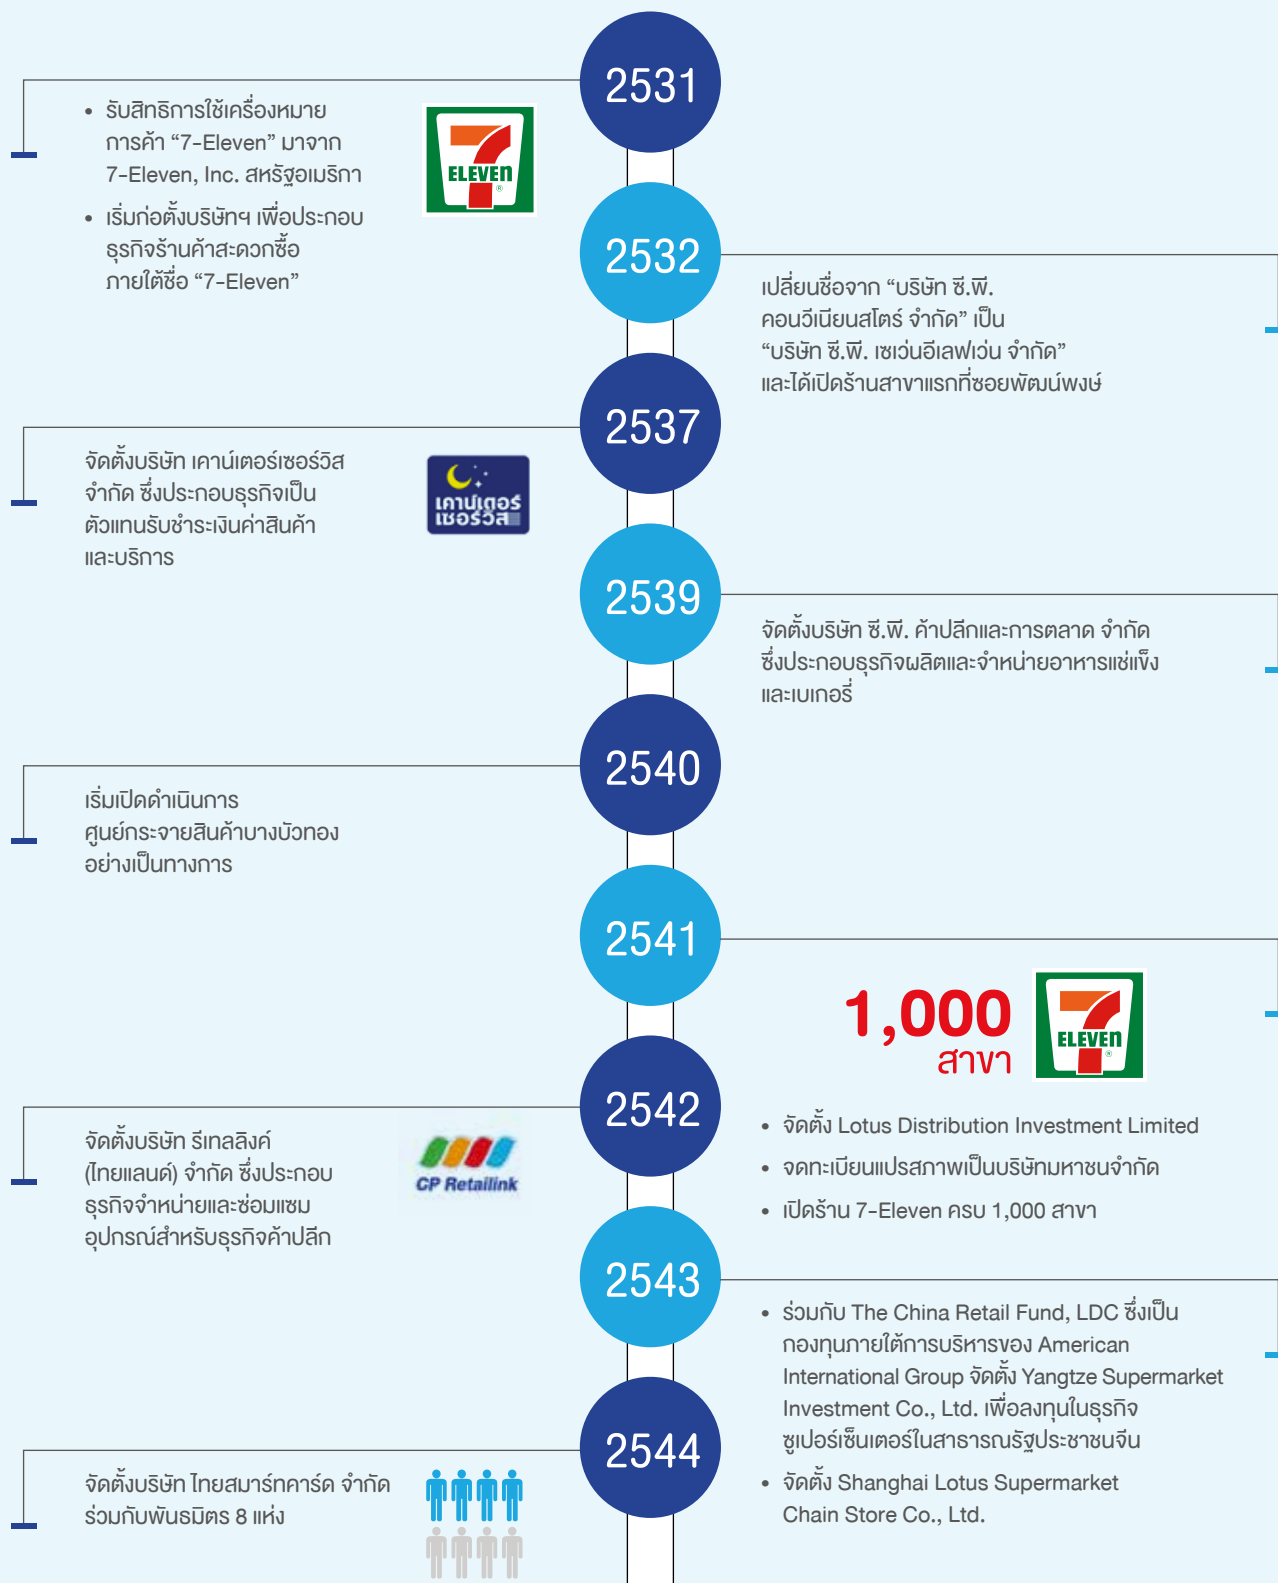 2531
• รับสิทธิการใช้เครื่องหมาย
การค้า “7-Eleven” มาจาก
7-Eleven, Inc. สหรัฐอเมริกา
• เริ่มก่อตั้งบริษัทฯ เพื่อประกอบ
ธุรกิจร้านค้าสะดวกซื้อ
ภายใต้ชื่อ “7-Eleven”
7
ELEVEn
®
2532
เปลี่ยนชื่อจาก “บริษัท ซี.พี.
คอนวีเนียนสโตร์ จำกัด” เป็น
“บริษัท ซี.พี. เซเว่นอีเลฟเว่น จำกัด”
และได้เปิดร้านสาขาแรกที่ซอยพัฒน์พงษ์
2537
จัดตั้งบริษัท เคาน์เตอร์เซอร์วิส
จำกัด ซึ่งประกอบธุรกิจเป็น
ตัวแทนรับชำระเงินค่าสินค้า
และบริการ
เคาน์เตอร์
เซอร์วิส
2539
จัดตั้งบริษัท ซี.พี. ค้าปลีกและการตลาด จำกัด
ซึ่งประกอบธุรกิจผลิตและจำหน่ายอาหารแช่แข็ง
และเบเกอรี่
2540
เริ่มเปิดดำเนินการ
ศูนย์กระจายสินค้าบางบัวทอง
อย่างเป็นทางการ
2541
1,000
สาขา
7
ELEVEn
®
• จัดตั้ง Lotus Distribution Investment Limited
• จดทะเบียนแปรสภาพเป็นบริษัทมหาชนจำกัด
• เปิดร้าน 7-Eleven ครบ 1,000 สาขา
2542
จัดตั้งบริษัท รีเทลลิงค์
(ไทยแลนด์) จำกัด ซึ่งประกอบ
ธุรกิจจำหน่ายและซ่อมแซม
อุปกรณ์สำหรับธุรกิจค้าปลีก
CP Retailink
2543
• ร่วมกับ The China Retail Fund, LDC ซึ่งเป็น
กองทุนภายใต้การบริหารของ American
International Group จัดตั้ง Yangtze Supermarket
Investment Co., Ltd. เพื่อลงทุนในธุรกิจ
ซูเปอร์เซ็นเตอร์ในสาธารณรัฐประชาชนจีน
• จัดตั้ง Shanghai Lotus Supermarket
Chain Store Co., Ltd.
2544
จัดตั้งบริษัท ไทยสมาร์ทคาร์ด จำกัด
ร่วมกับพันธมิตร 8 แห่ง